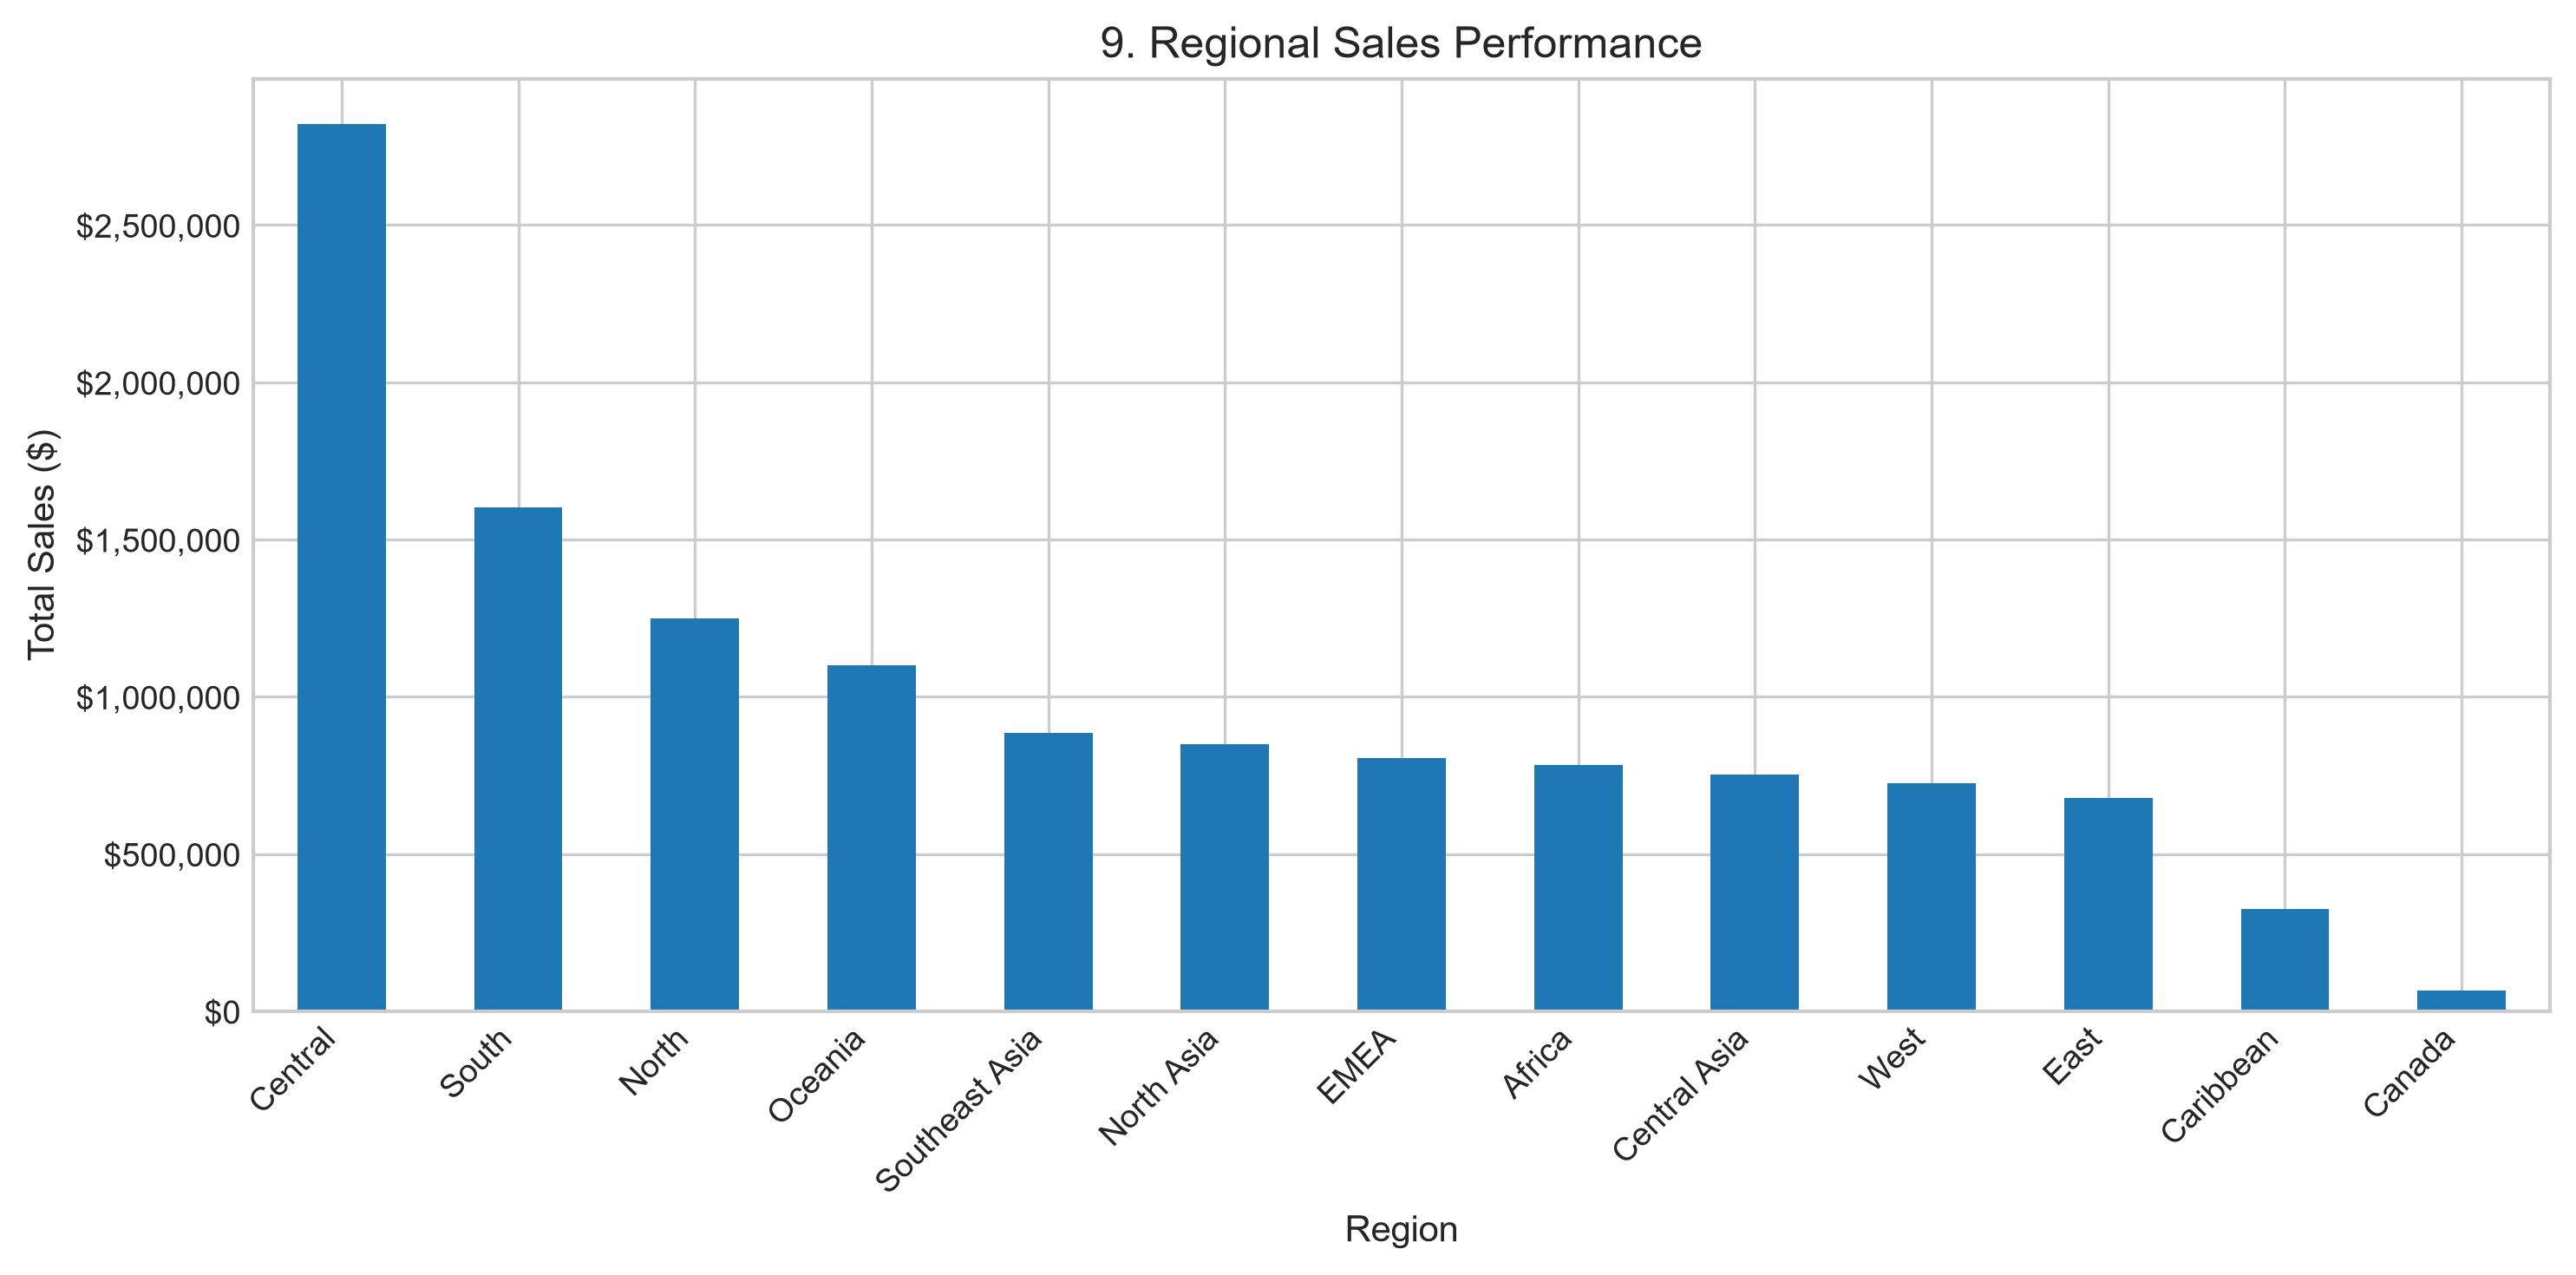 9. Regional Sales Performance
Total Sales ($)
$2,500,000
$2,000,000
$1,500,000
$1,000,000
$500,000
$0
Central
South
North
Oceania
Southeast Asia
North Asia
EMEA
Africa
Central Asia
West
East
Caribbean
Canada
Region